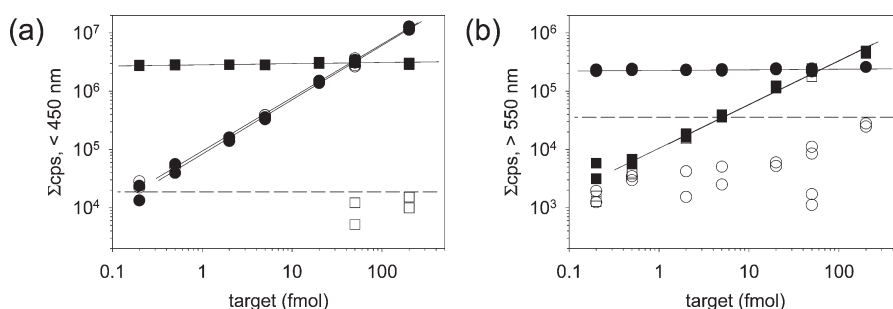 (a)
Σcps, < 450 nm
10^7
10^6
10^5
10^4
0.1 1 10 100
target (fmol)
(b)
Σcps, > 550 nm
10^6
10^5
10^4
10^3
0.1 1 10 100
target (fmol)